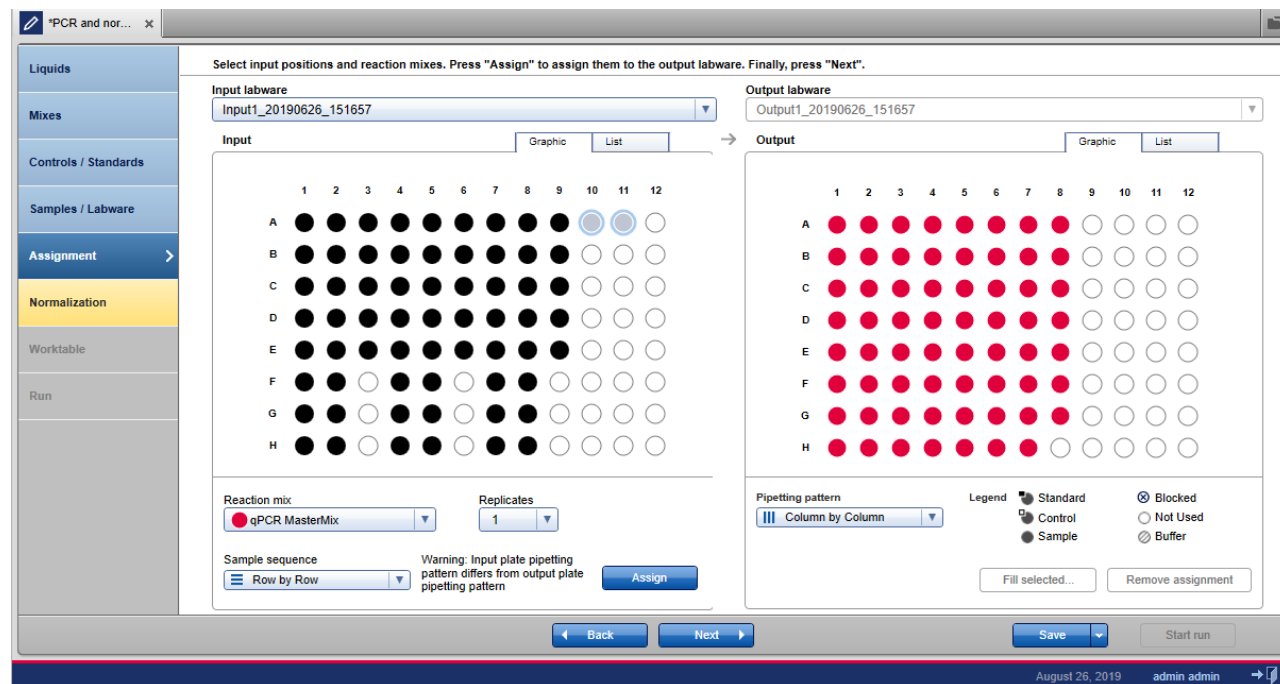 *PCR and nor... x
Liquids
Mixes
Controls / Standards
Samples / Labware
Assignment
Normalization
Worktable
Run
Select input positions and reaction mixes. Press "Assign" to assign them to the output labware. Finally, press "Next".
Input labware
Input1_20190626_151657
Input
Graphic
List
1 2 3 4 5 6 7 8 9 10 11 12
A
B
C
D
E
F
G
H
Reaction mix
qPCR MasterMix
Replicates
1
Sample sequence
Row by Row
Warning: Input plate pipetting
pattern differs from output plate
pipetting pattern
Assign
Output labware
Output1_20190626_151657
Output
Graphic
List
1 2 3 4 5 6 7 8 9 10 11 12
A
B
C
D
E
F
G
H
Pipetting pattern
Column by Column
Legend
Standard
Control
Sample
Blocked
Not Used
Buffer
Fill selected...
Remove assignment
Back
Next
Save
Start run
August 26, 2019
admin admin